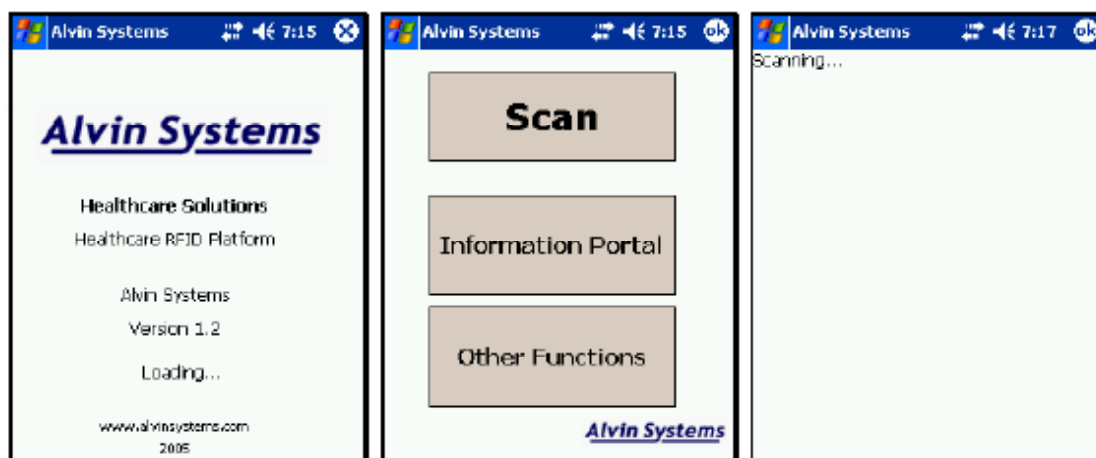 Alvin Systems 7:15
Alvin Systems
Healthcare Solutions
Healthcare RFID Platform
Alvin Systems
Version 1.2
Loading...
www.alvinsystems.com
2005
Alvin Systems 7:15 ok
Scan
Information Portal
Other Functions
Alvin Systems
Alvin Systems 7:17 ok
Scanning...